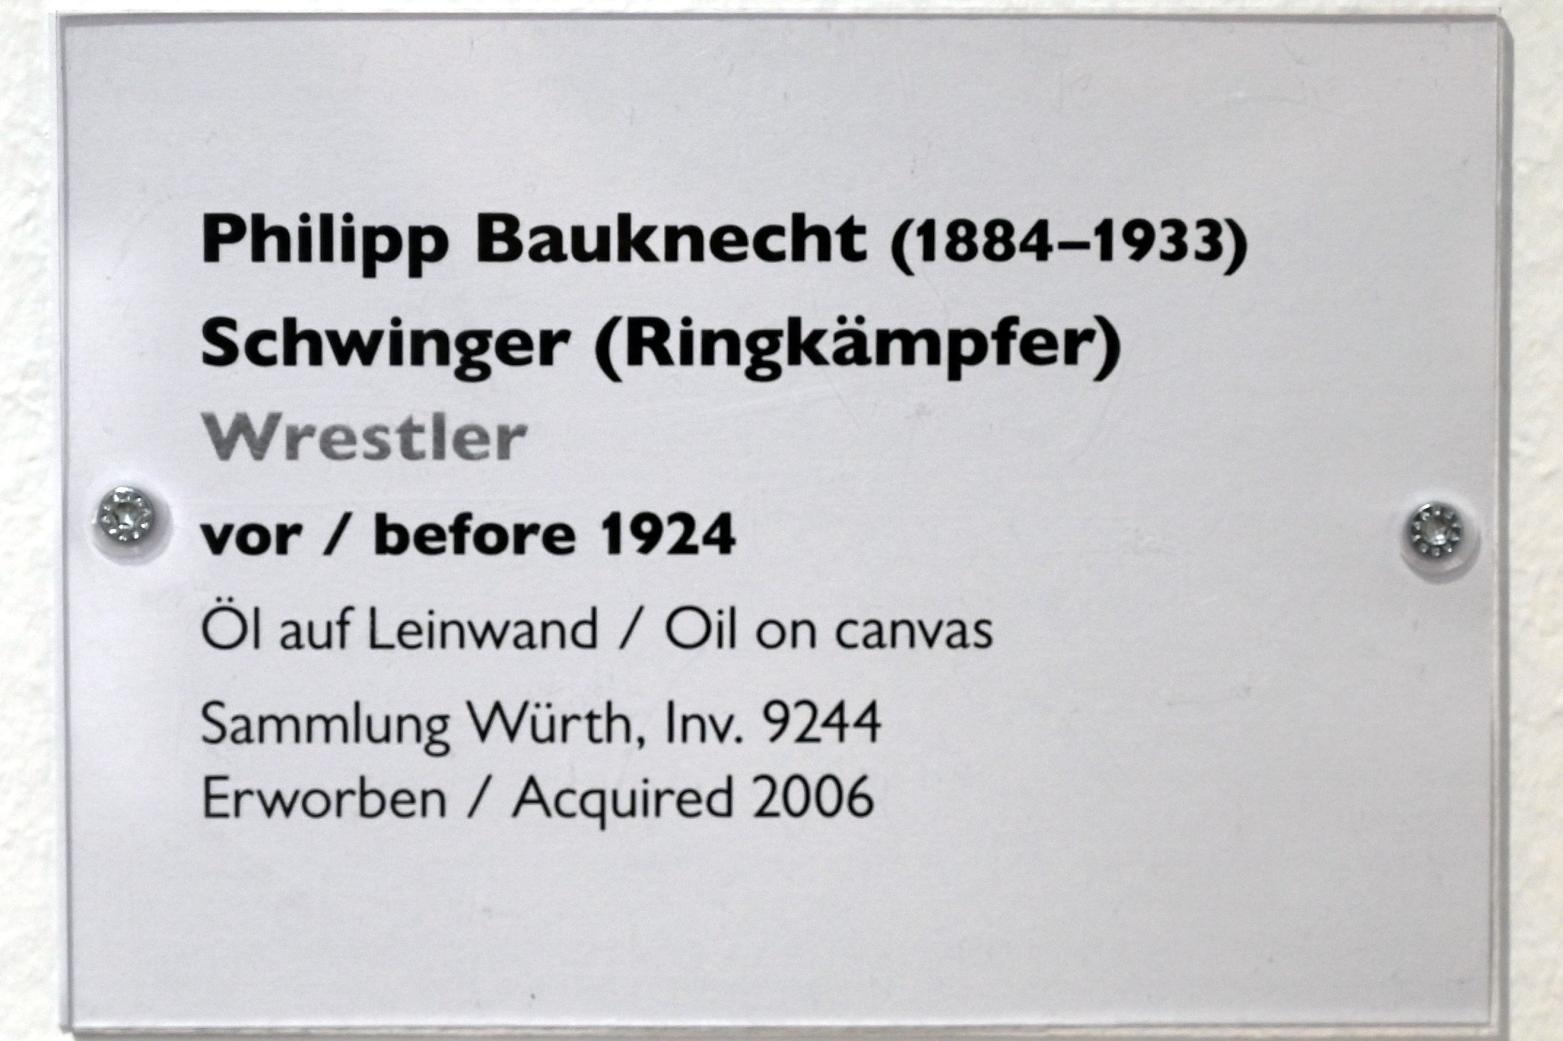 Philipp Bauknecht (1884–1933)
Schwinger (Ringkämpfer)
Wrestler
vor / before 1924
Öl auf Leinwand / Oil on canvas
Sammlung Würth, Inv. 9244
Erworben / Acquired 2006